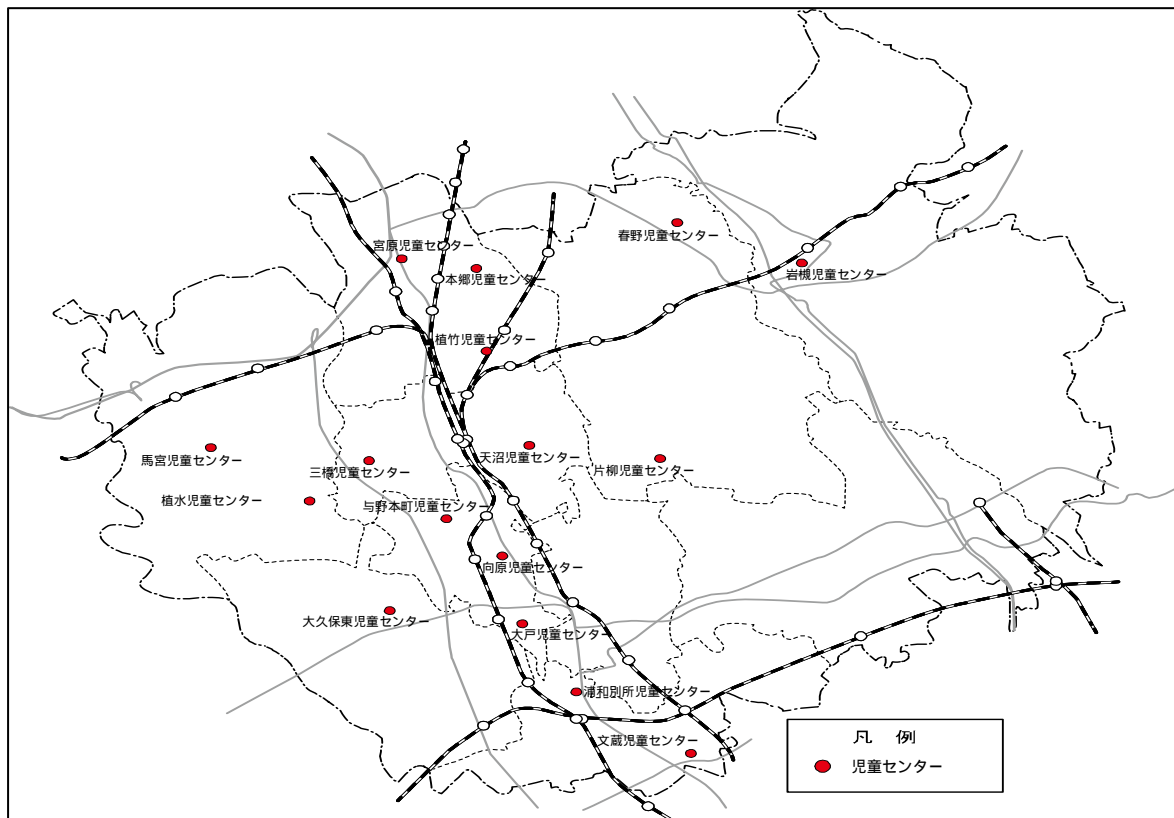 春野児童センター
宮原児童センター
岩槻児童センター
本郷児童センター
植竹児童センター
天沼児童センター
馬宮児童センター
三橋児童センター
片柳児童センター
植水児童センター
与野本町児童センター
向原児童センター
大久保東児童センター
大戸児童センター
浦和別所児童センター
文蔵児童センター
凡 例
児童センター